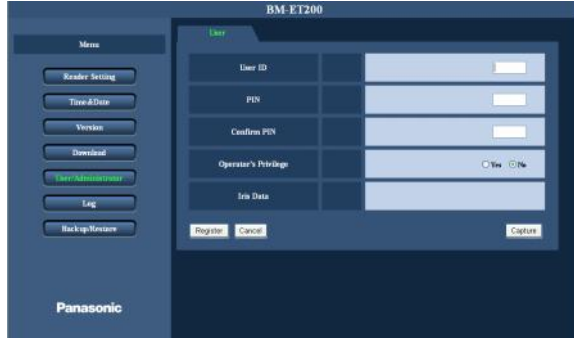 BM-ET200
Menu
Reader Setting
Time&Date
Version
Download
User/Administrator
Log
Backup/Restore
Panasonic
User
User ID
PIN
Confirm PIN
Operator's Privilege
Yes No
Iris Data
Register Cancel Capture